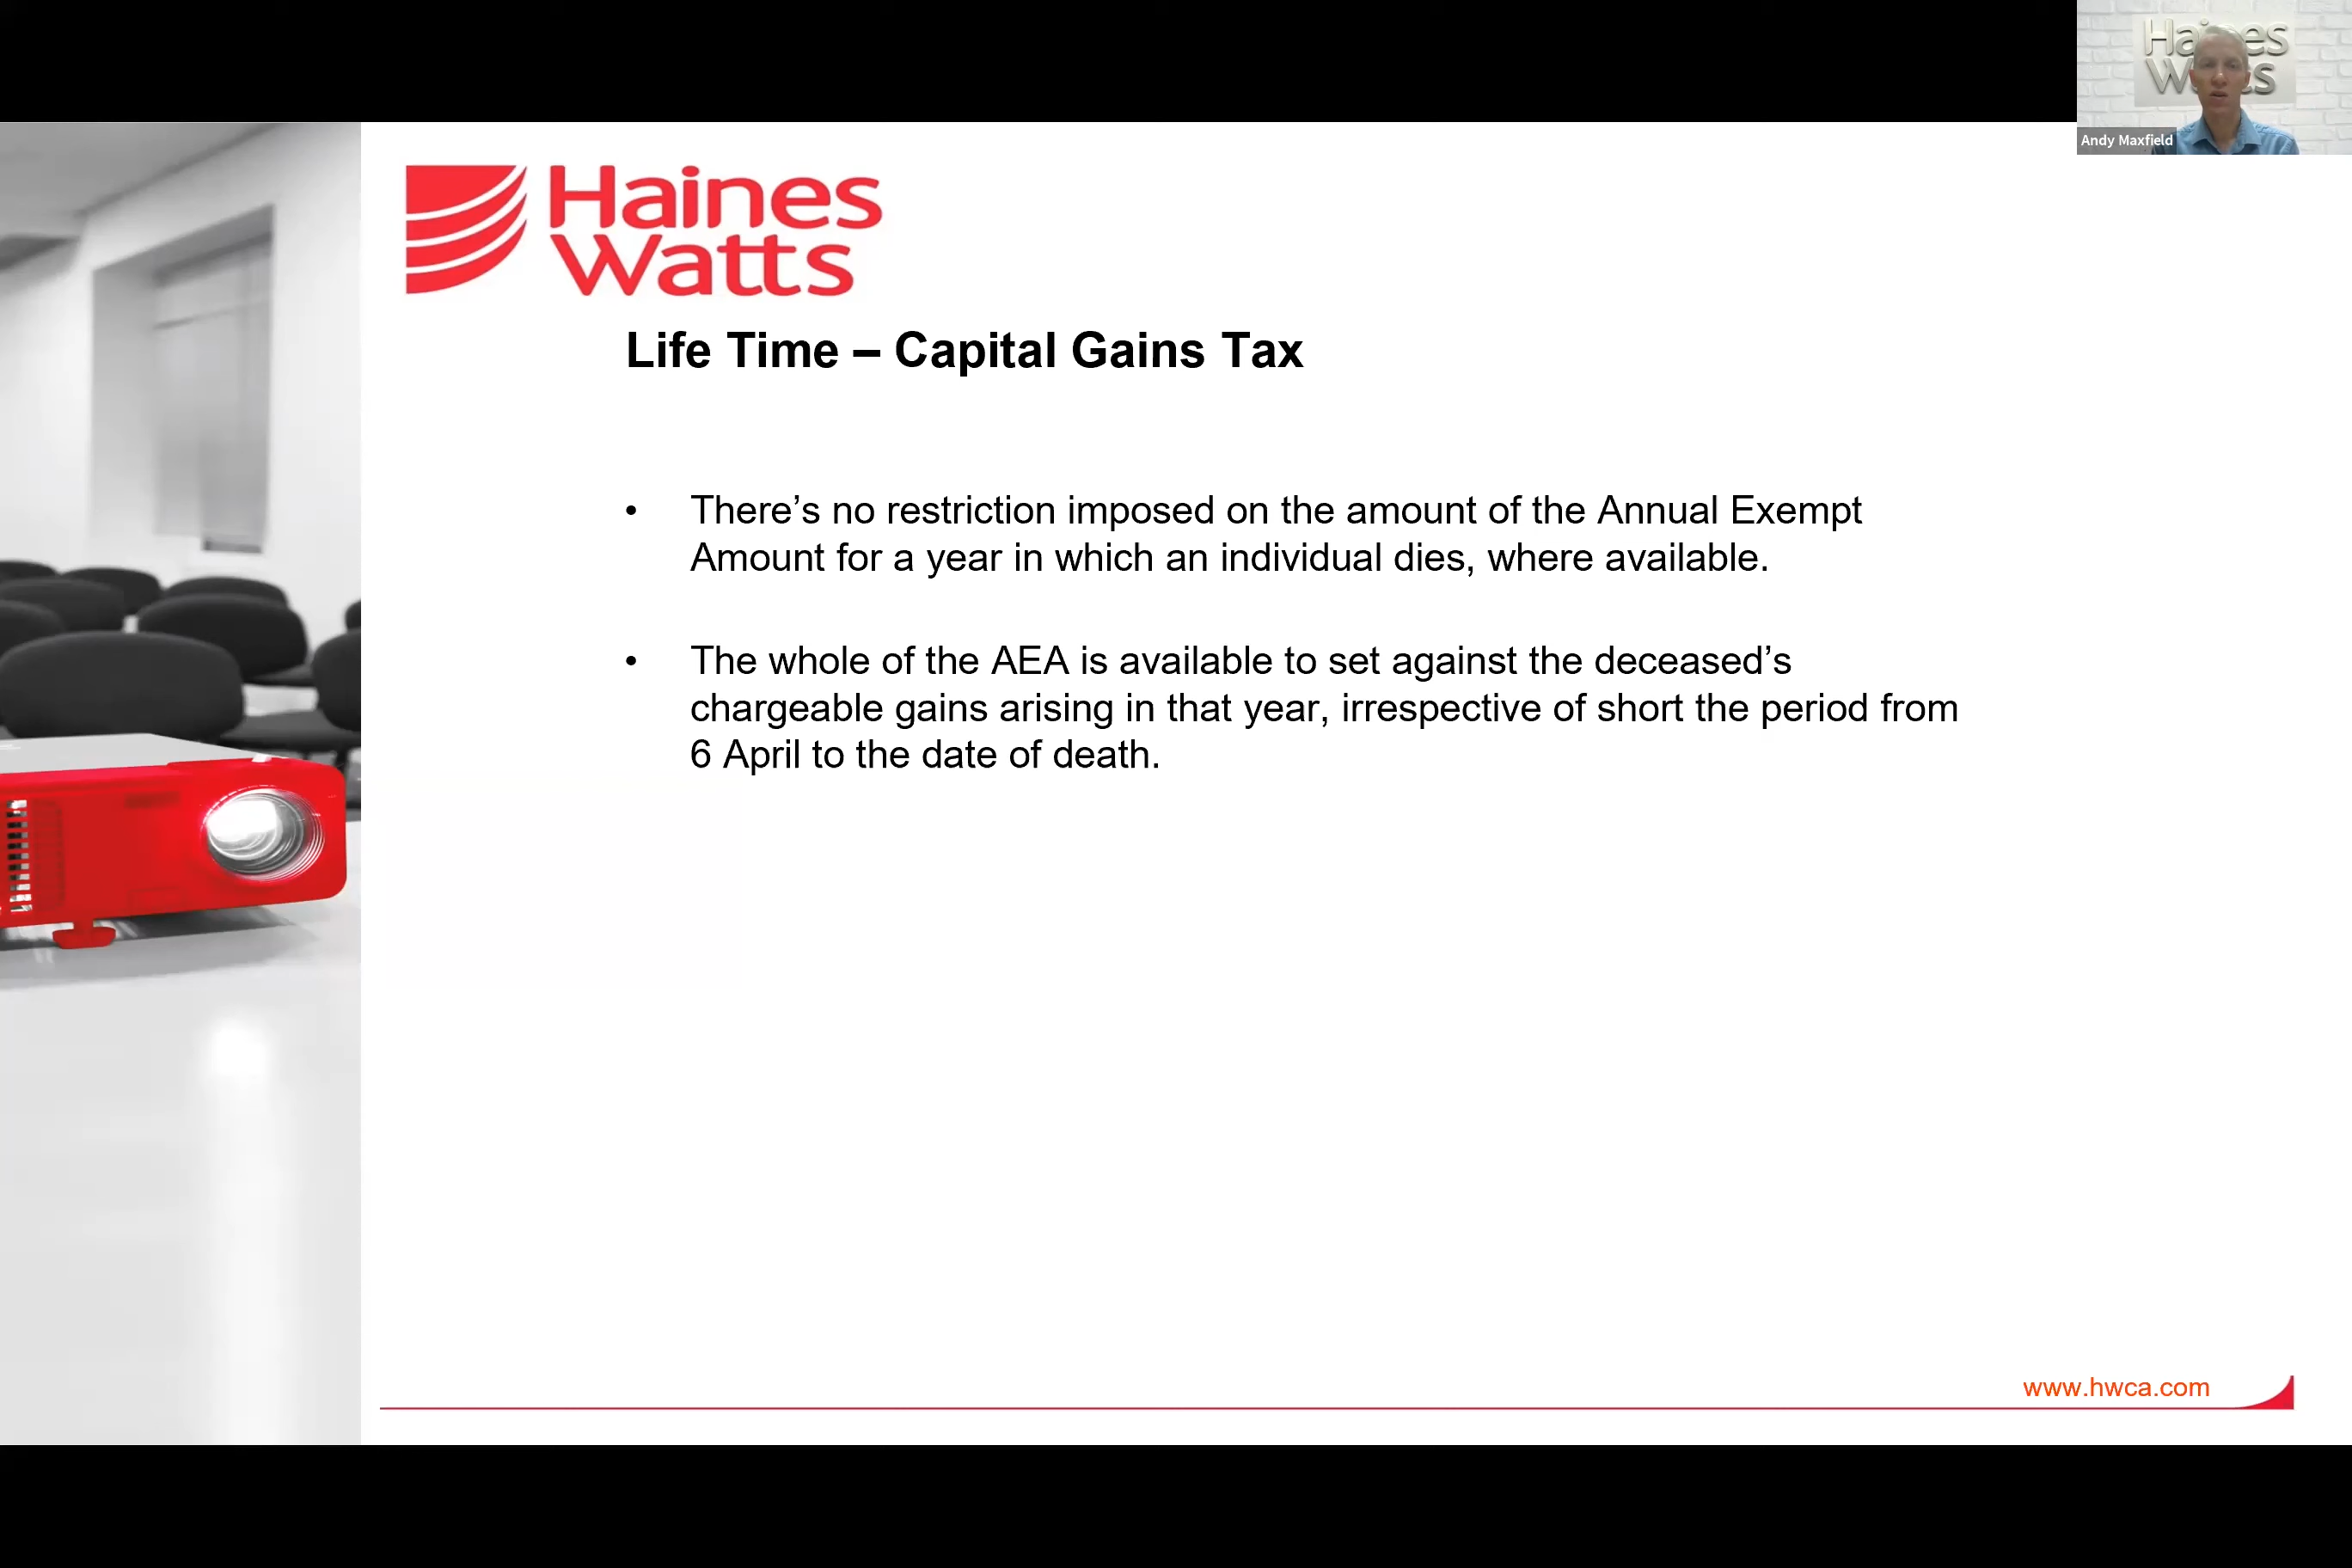 Haines
Watts
Andy Maxfield
Haines
Watts
Life Time – Capital Gains Tax
• There’s no restriction imposed on the amount of the Annual Exempt
Amount for a year in which an individual dies, where available.
• The whole of the AEA is available to set against the deceased’s
chargeable gains arising in that year, irrespective of short the period from
6 April to the date of death.
www.hwca.com